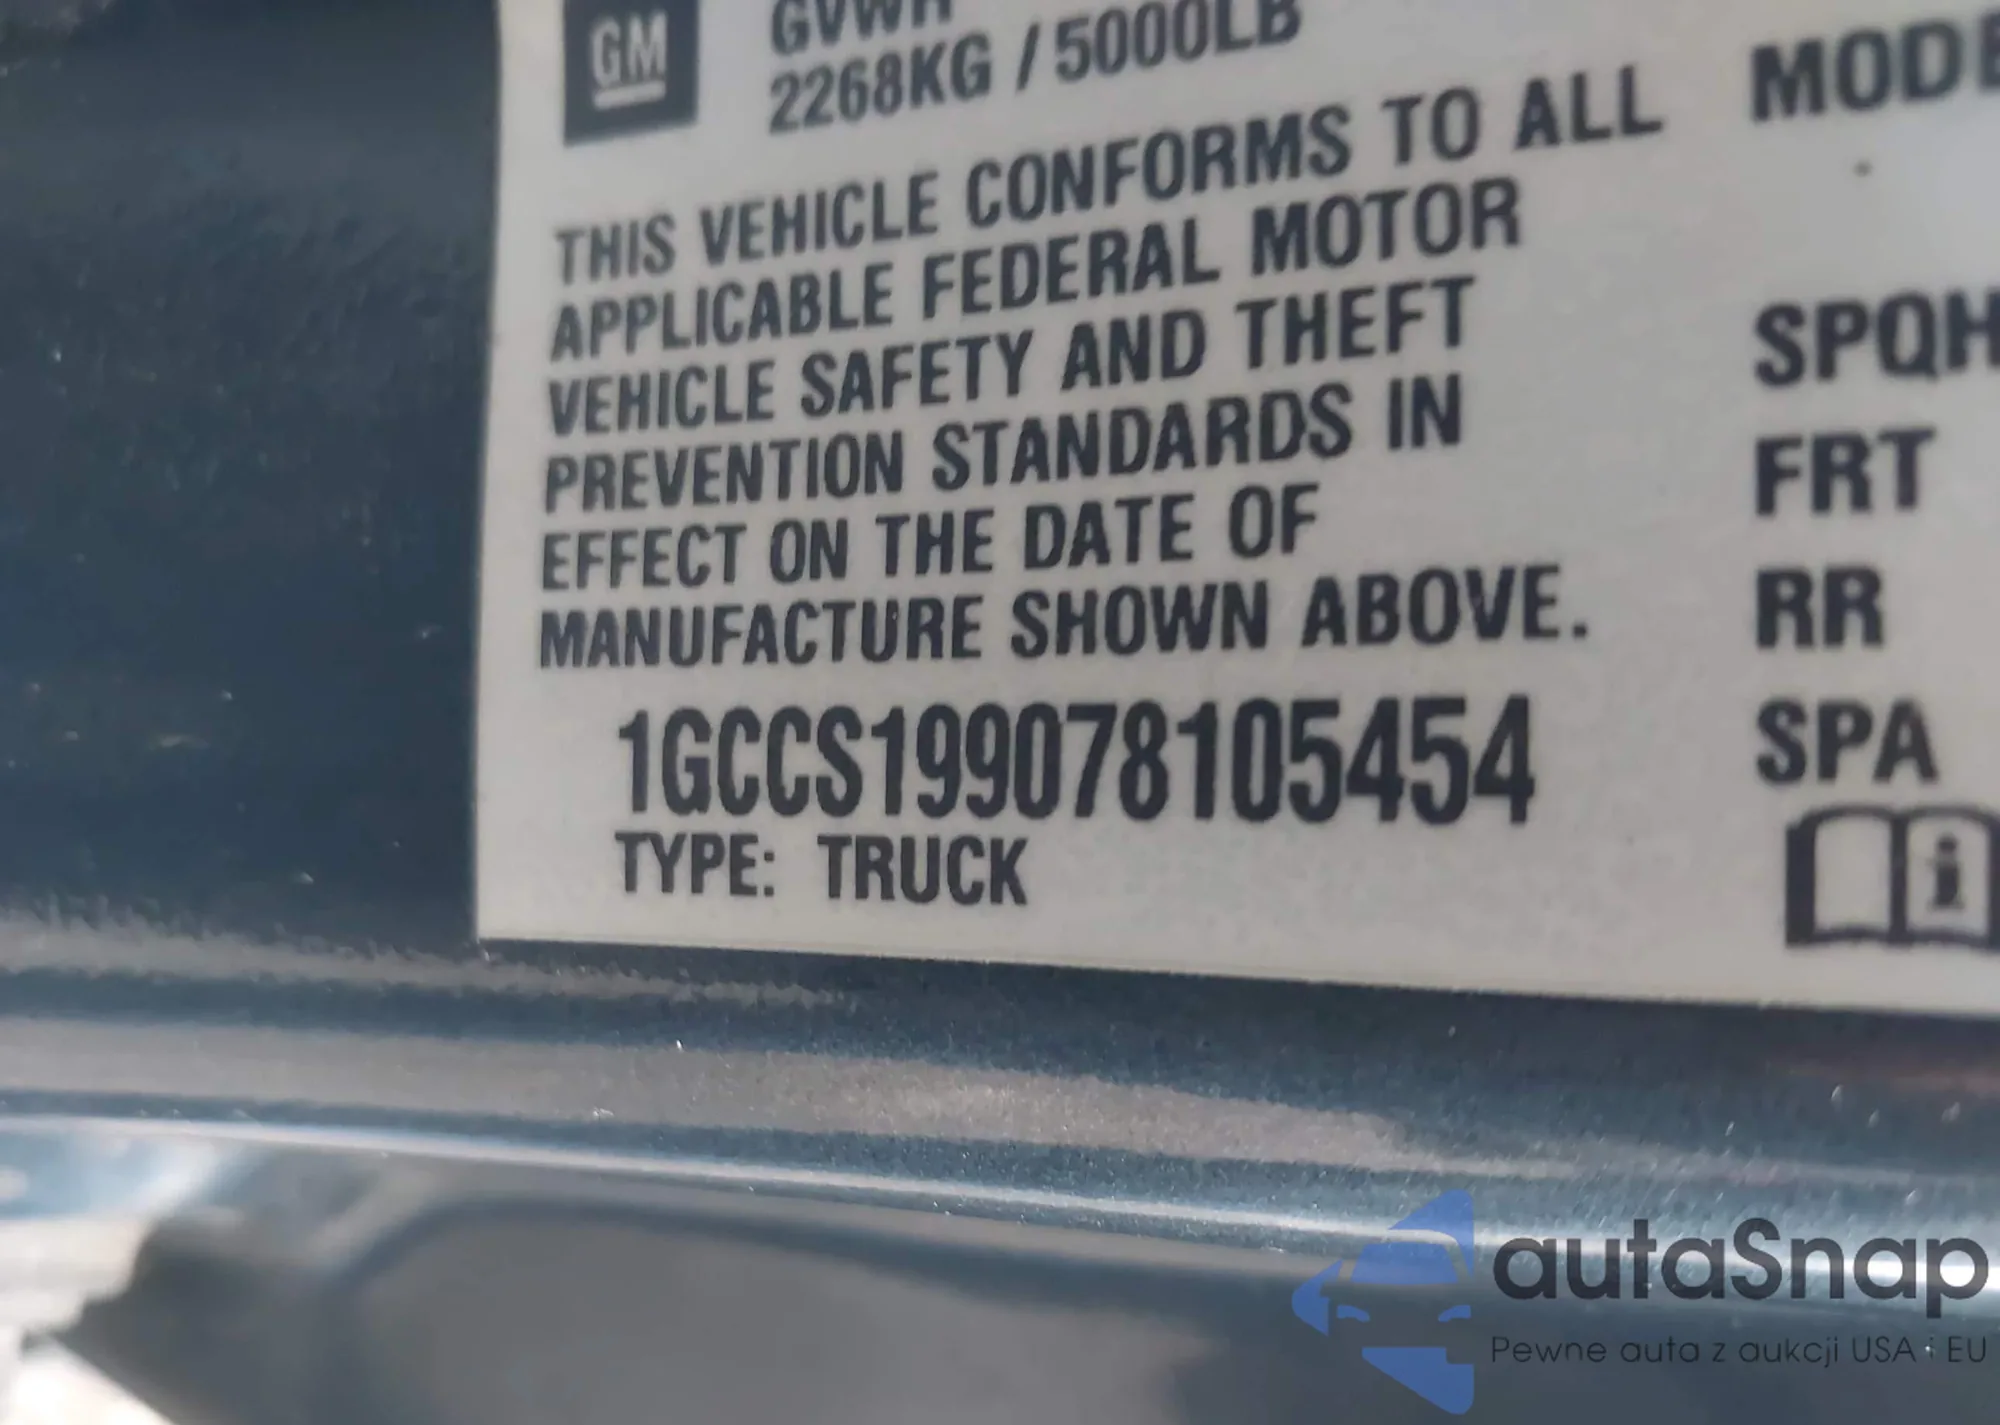 GM
GVWR
2268KG / 5000LB
THIS VEHICLE CONFORMS TO ALL
APPLICABLE FEDERAL MOTOR
VEHICLE SAFETY AND THEFT
PREVENTION STANDARDS IN
EFFECT ON THE DATE OF
MANUFACTURE SHOWN ABOVE.
1GCCS199078105454
TYPE: TRUCK
MODE
SPQH
FRT
RR
SPA
i
autaSnap
Pewne auta z aukcji USA i EU